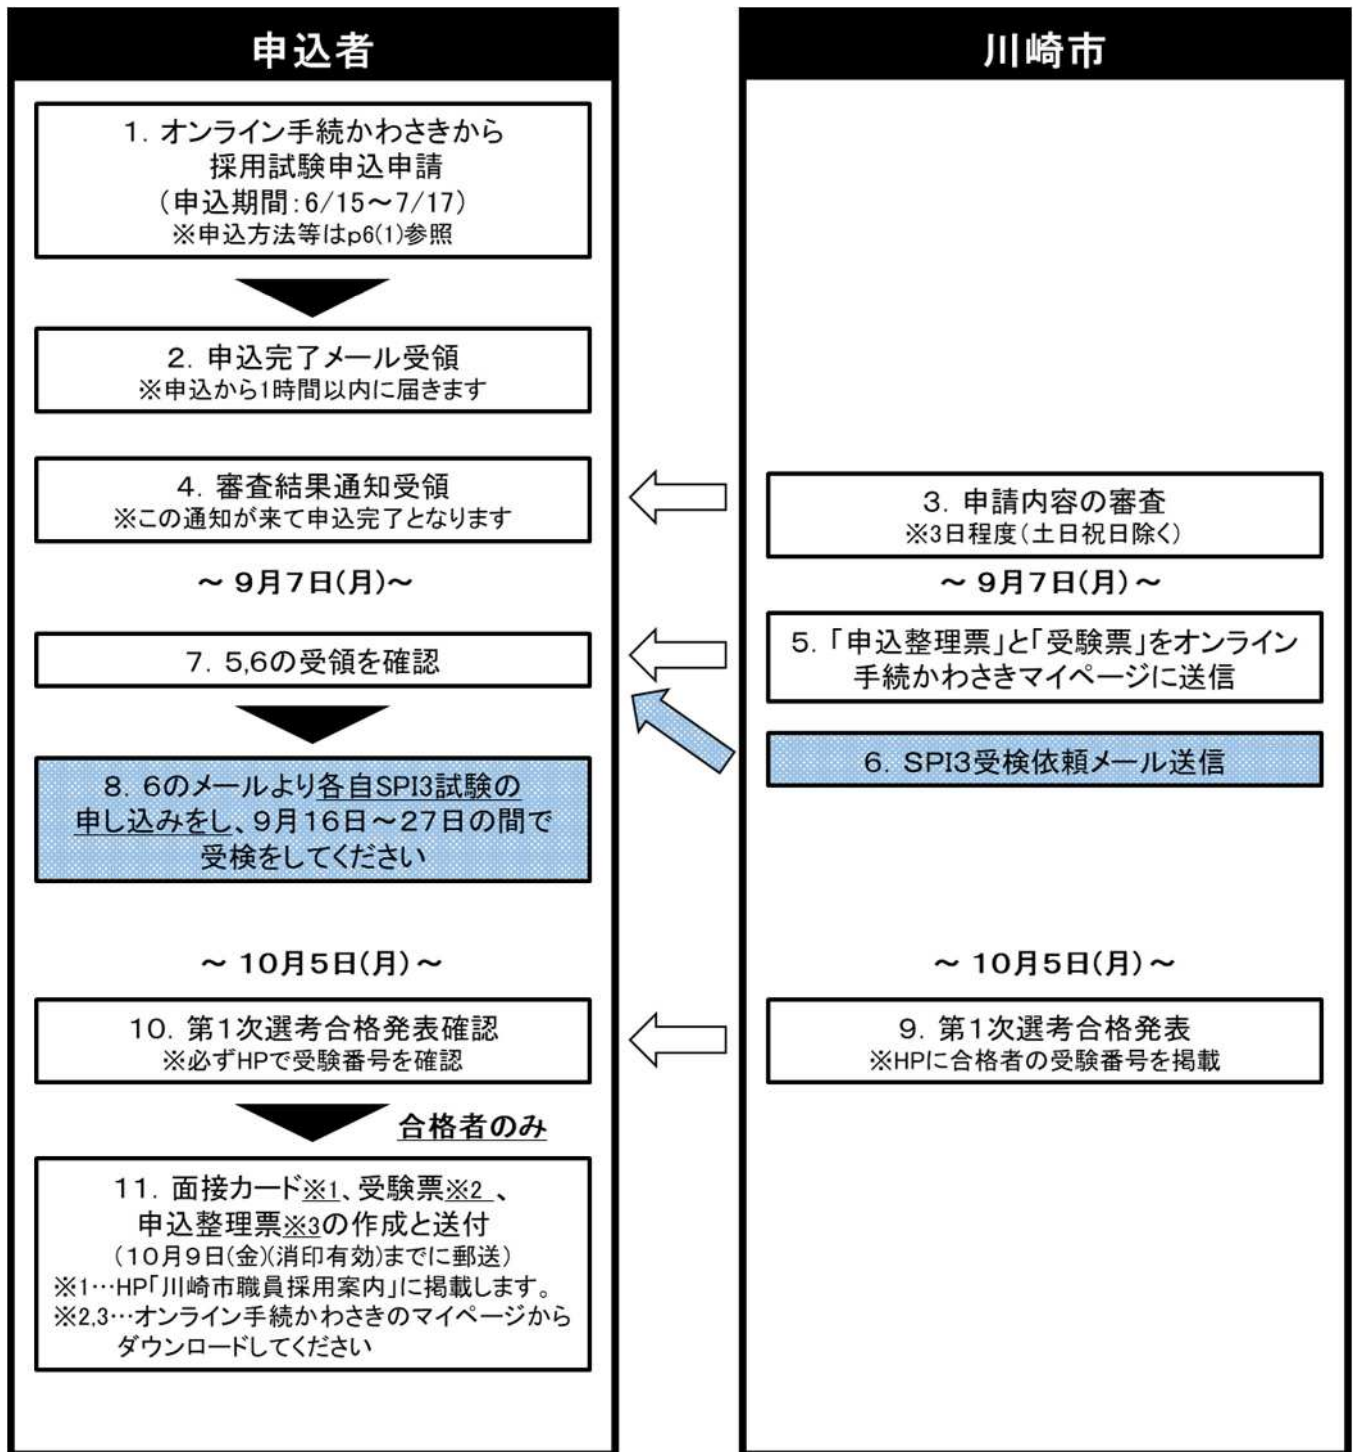 申込者
1. オンライン手続かわさきから
採用試験申込申請
(申込期間:6/15～7/17)
※申込方法等はp6(1)参照
2. 申込完了メール受領
※申込から1時間以内に届きます
4. 審査結果通知受領
※この通知が来て申込完了となります
～ 9月7日(月)～
7. 5,6の受領を確認
8. 6のメールより各自SPI3試験の
申し込みをし、9月16日～27日の間で
受検をしてください
～ 10月5日(月)～
10. 第1次選考合格発表確認
※必ずHPで受験番号を確認
合格者のみ
11. 面接カード※1、受験票※2 、
申込整理票※3の作成と送付
(10月9日(金)(消印有効)までに郵送)
※1…HP「川崎市職員採用案内」に掲載します。
※2,3…オンライン手続かわさきのマイページから
ダウンロードしてください
川崎市
3. 申請内容の審査
※3日程度(土日祝日除く)
～ 9月7日(月)～
5. 「申込整理票」と「受験票」をオンライン
手続かわさきマイページに送信
6. SPI3受検依頼メール送信
～ 10月5日(月)～
9. 第1次選考合格発表
※HPに合格者の受験番号を掲載